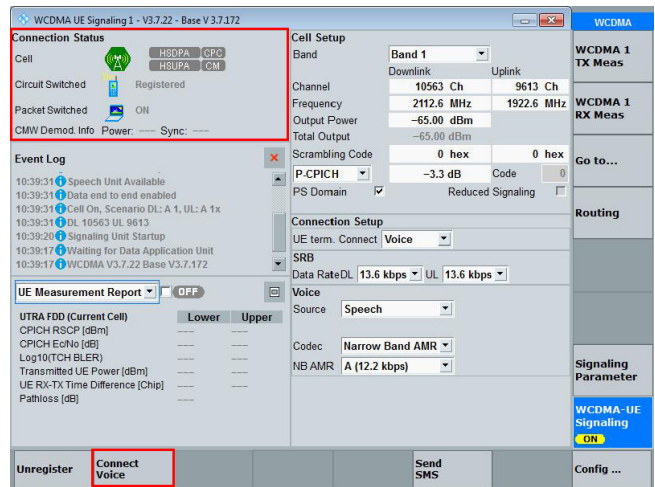 WCDMA UE Signaling 1 - V3.7.22 - Base V 3.7.172
WCDMA
Connection Status
Cell
HSDPA CPC
HSUPA CM
Circuit Switched Registered
Packet Switched ON
CMW Demod. Info Power: --- Sync: ---
Event Log
10:39:31 Speech Unit Available
10:39:31 Data end to end enabled
10:39:31 Cell On, Scenario DL: A 1, UL: A 1x
10:39:31 DL 10563 UL 9613
10:39:20 Signaling Unit Startup
10:39:17 Waiting for Data Application Unit
10:39:17 WCDMA V3.7.22 Base V3.7.172
UE Measurement Report OFF
UTRA FDD (Current Cell) Lower Upper
CPICH RSCP [dBm] --- ---
CPICH Ec/No [dB] --- ---
Log10(TCH BLER) --- ---
Transmitted UE Power [dBm] --- ---
UE RX-TX Time Difference [Chip] --- ---
Pathloss [dB] --- ---
Cell Setup
Band Band 1
Downlink Uplink
Channel 10563 Ch 9613 Ch
Frequency 2112.6 MHz 1922.6 MHz
Output Power -65.00 dBm
Total Output -65.00 dBm
Scrambling Code 0 hex 0 hex
P-CPICH -3.3 dB Code 0
PS Domain Reduced Signaling
Connection Setup
UE term. Connect Voice
SRB
Data Rate DL 13.6 kbps UL 13.6 kbps
Voice
Source Speech
Codec Narrow Band AMR
NB AMR A (12.2 kbps)
WCDMA 1
TX Meas
WCDMA 1
RX Meas
Go to...
Routing
Signaling
Parameter
WCDMA-UE
Signaling
ON
Unregister
Connect
Voice
Send
SMS
Config ...